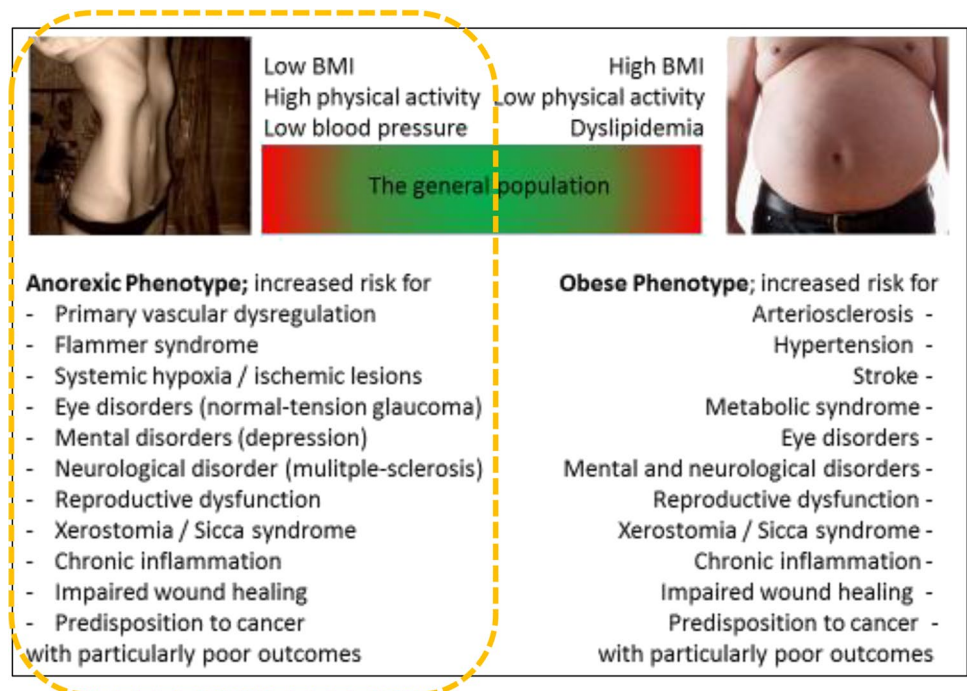 Low BMI
High physical activity
Low blood pressure
High BMI
Low physical activity
Dyslipidemia
The general population
Anorexic Phenotype; increased risk for
- Primary vascular dysregulation
- Flammer syndrome
- Systemic hypoxia / ischemic lesions
- Eye disorders (normal-tension glaucoma)
- Mental disorders (depression)
- Neurological disorder (mulitple-sclerosis)
- Reproductive dysfunction
- Xerostomia / Sicca syndrome
- Chronic inflammation
- Impaired wound healing
- Predisposition to cancer
with particularly poor outcomes
Obese Phenotype; increased risk for
Arteriosclerosis -
Hypertension -
Stroke -
Metabolic syndrome -
Eye disorders -
Mental and neurological disorders -
Reproductive dysfunction -
Xerostomia / Sicca syndrome -
Chronic inflammation -
Impaired wound healing -
Predisposition to cancer -
with particularly poor outcomes